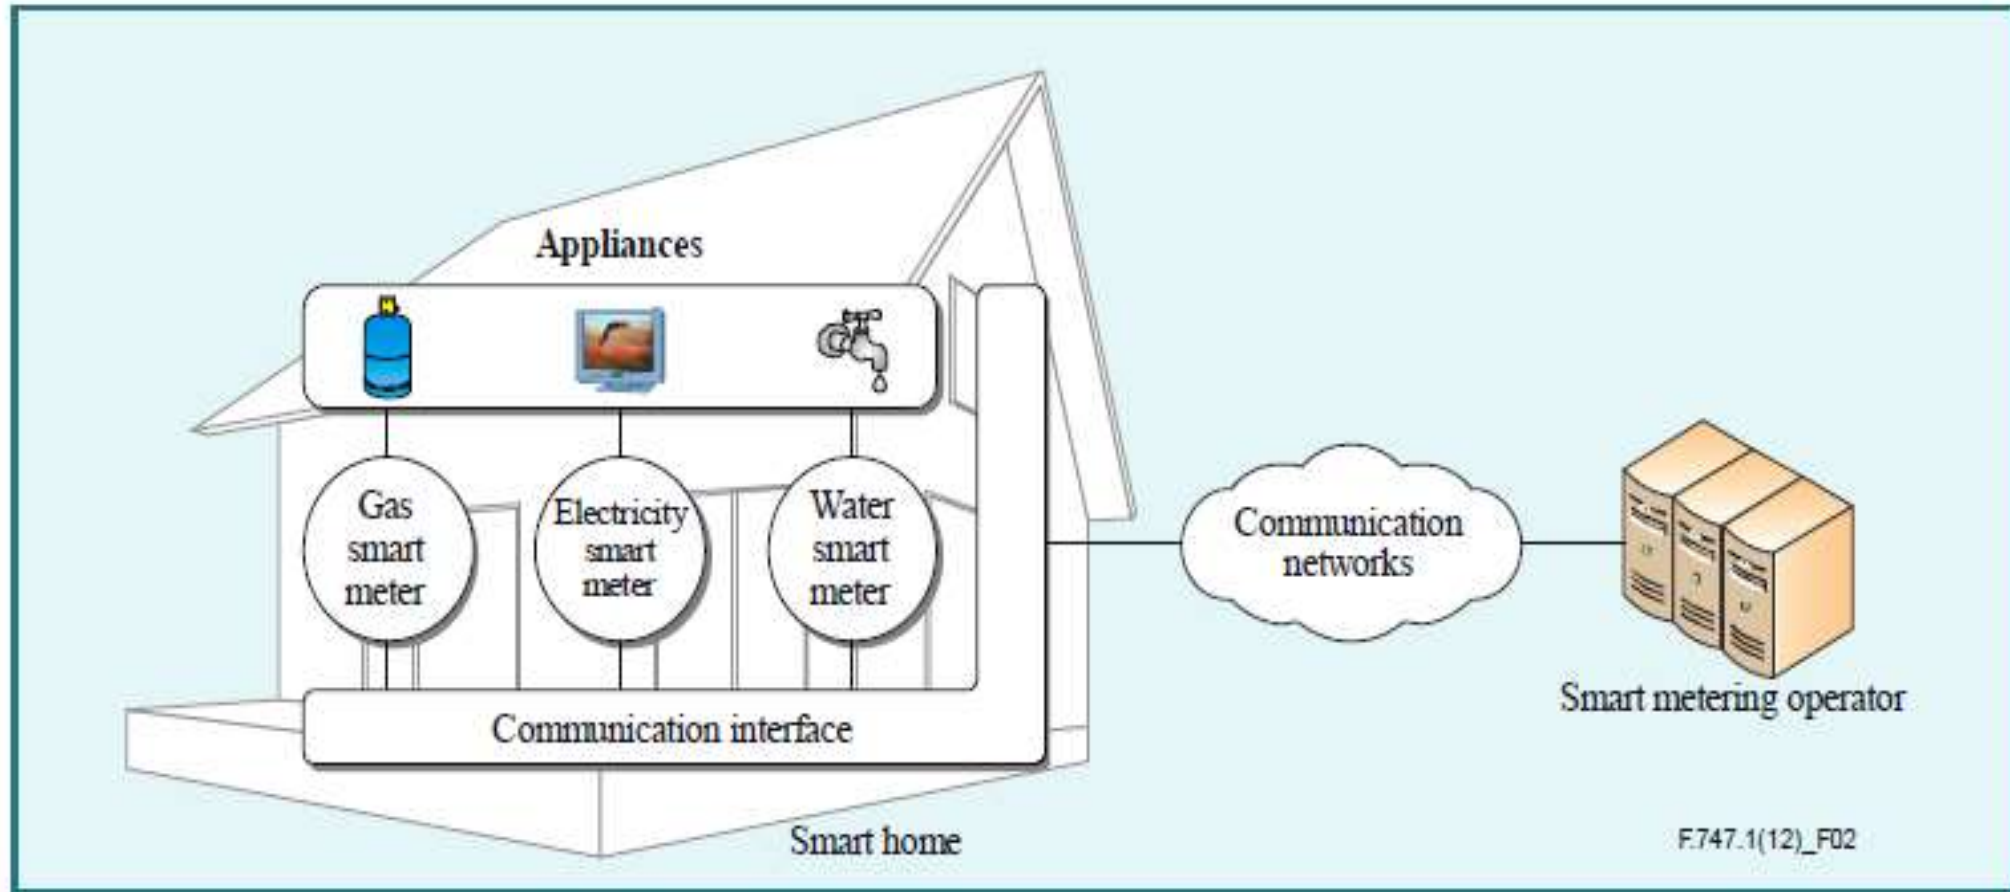 Appliances
Gas
smart
meter
Electricity
smart
meter
Water
smart
meter
Communication interface
Communication
networks
Smart metering operator
Smart home
F.747.1(12)_F02